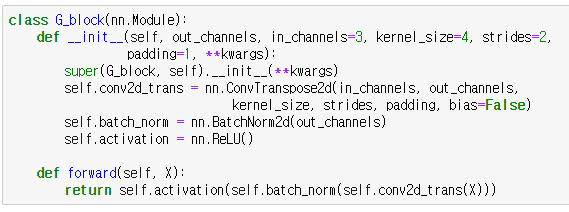 class G_block(nn.Module):
    def __init__(self, out_channels, in_channels=3, kernel_size=4, strides=2,
                 padding=1, **kwargs):
        super(G_block, self).__init__(**kwargs)
        self.conv2d_trans = nn.ConvTranspose2d(in_channels, out_channels,
                                kernel_size, strides, padding, bias=False)
        self.batch_norm = nn.BatchNorm2d(out_channels)
        self.activation = nn.ReLU()

    def forward(self, X):
        return self.activation(self.batch_norm(self.conv2d_trans(X)))